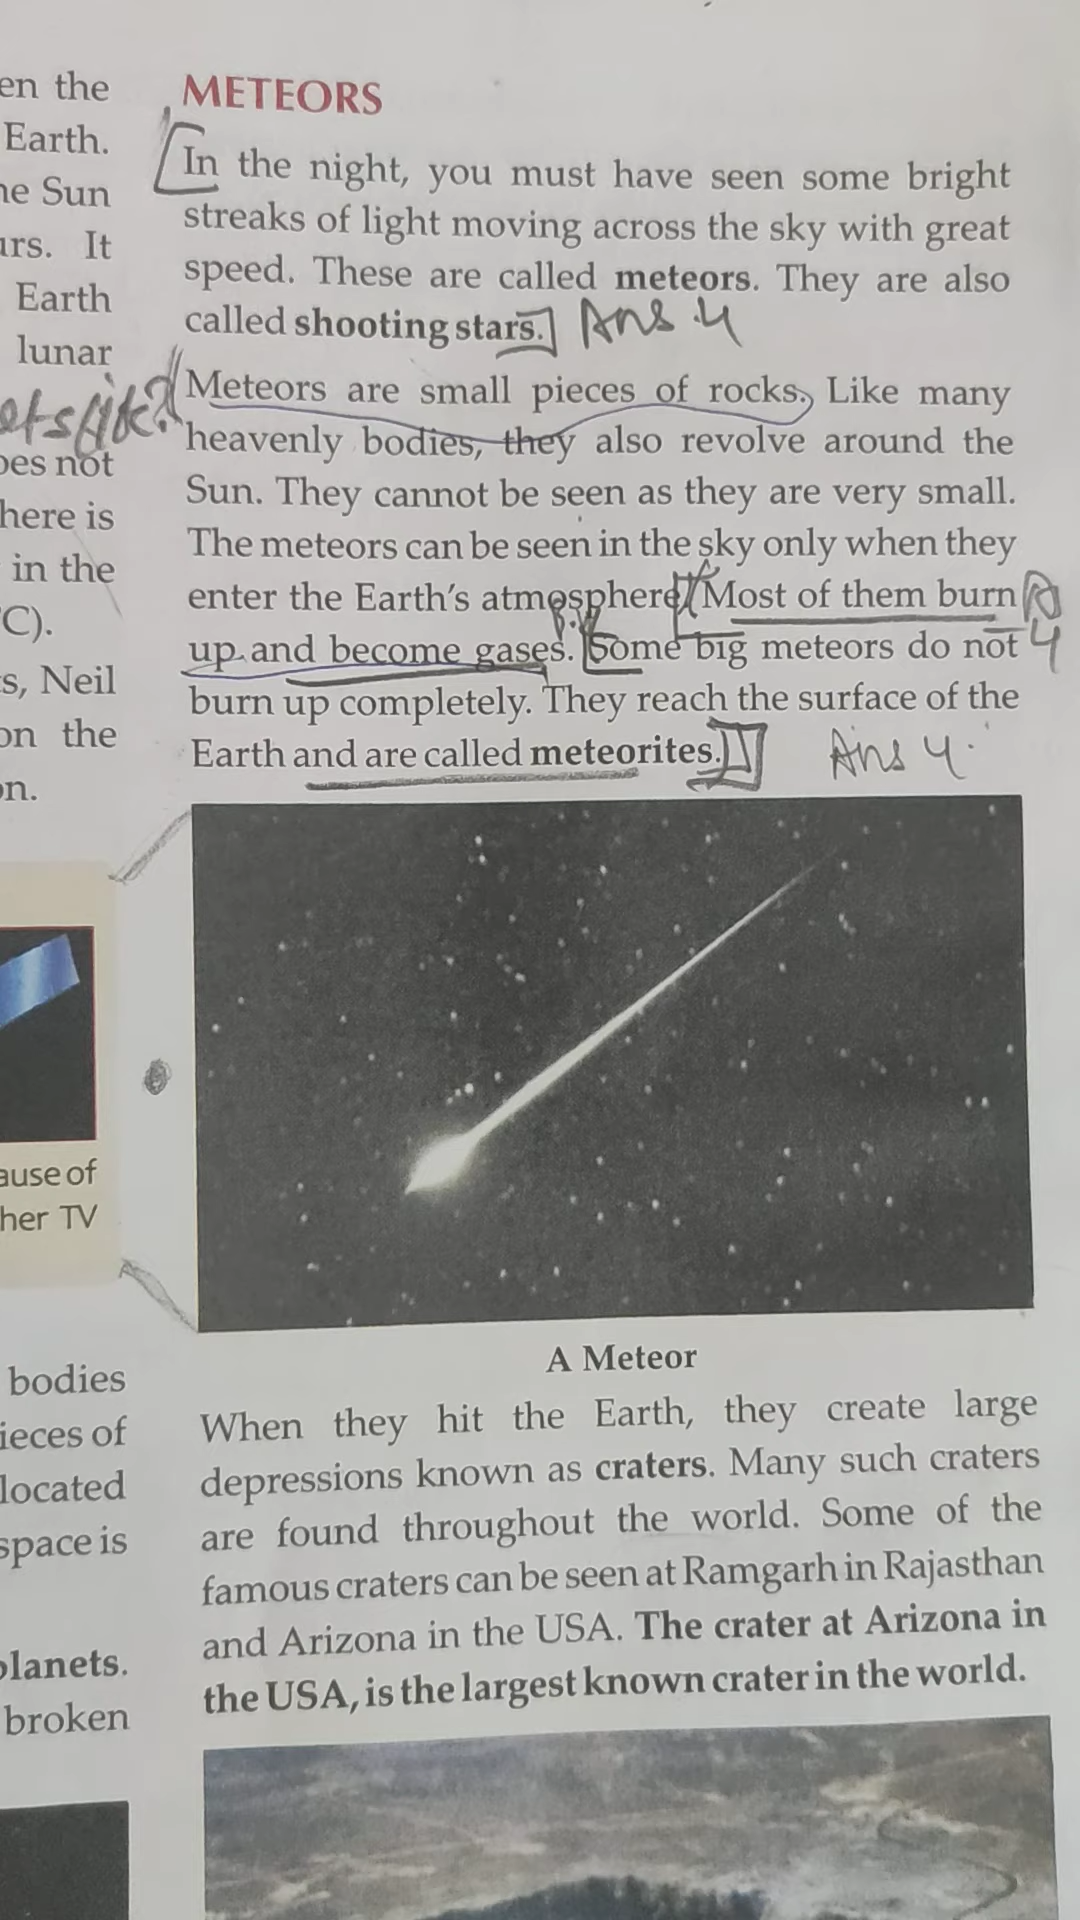 en the
Earth.
ne Sun
urs. It
Earth
lunar
oes not
here is
in the
C).
s, Neil
on the
on.
ause of
her TV
bodies
ieces of
located
space is
planets.
broken
METEORS
In the night, you must have seen some bright
streaks of light moving across the sky with great
speed. These are called meteors. They are also
called shooting stars. Ans 4
Meteors are small pieces of rocks. Like many
heavenly bodies, they also revolve around the
Sun. They cannot be seen as they are very small.
The meteors can be seen in the sky only when they
enter the Earth's atmosphere. Most of them burn
up and become gases. Some big meteors do not 4
burn up completely. They reach the surface of the
Earth and are called meteorites. Ans 4.
A Meteor
When they hit the Earth, they create large
depressions known as craters. Many such craters
are found throughout the world. Some of the
famous craters can be seen at Ramgarh in Rajasthan
and Arizona in the USA. The crater at Arizona in
the USA, is the largest known crater in the world.